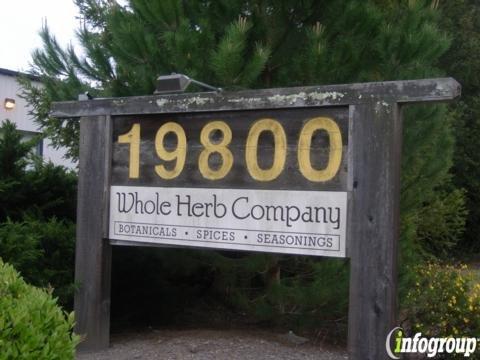 19800
Whole Herb Company
BOTANICALS • SPICES • SEASONINGS
infogroup